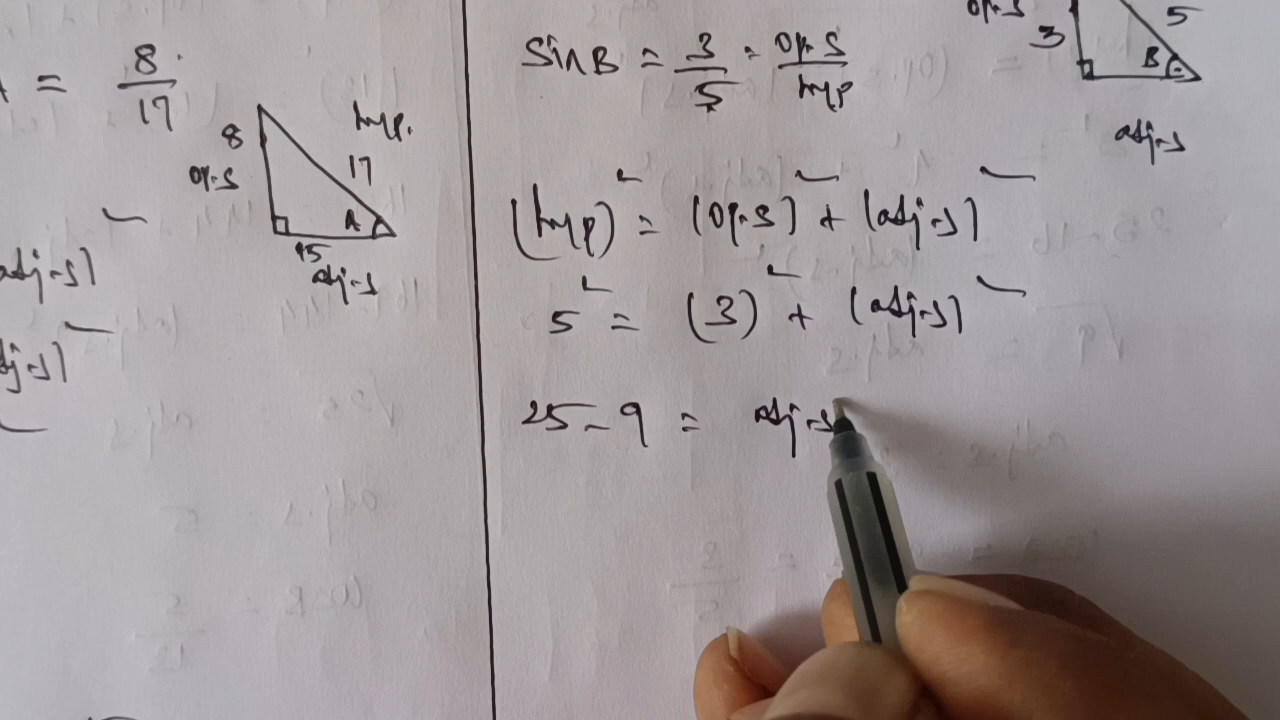 = 8/17
8
hyp.
op.s
17
A
15
adj-s
adj-s)²
sin B = 3/5 = op.s/hyp
op.s
3
5
B
adj-s
(hyp)² = (op.s)² + (adj-s)²
5² = (3)² + (adj-s)²
25 - 9 = adj-s